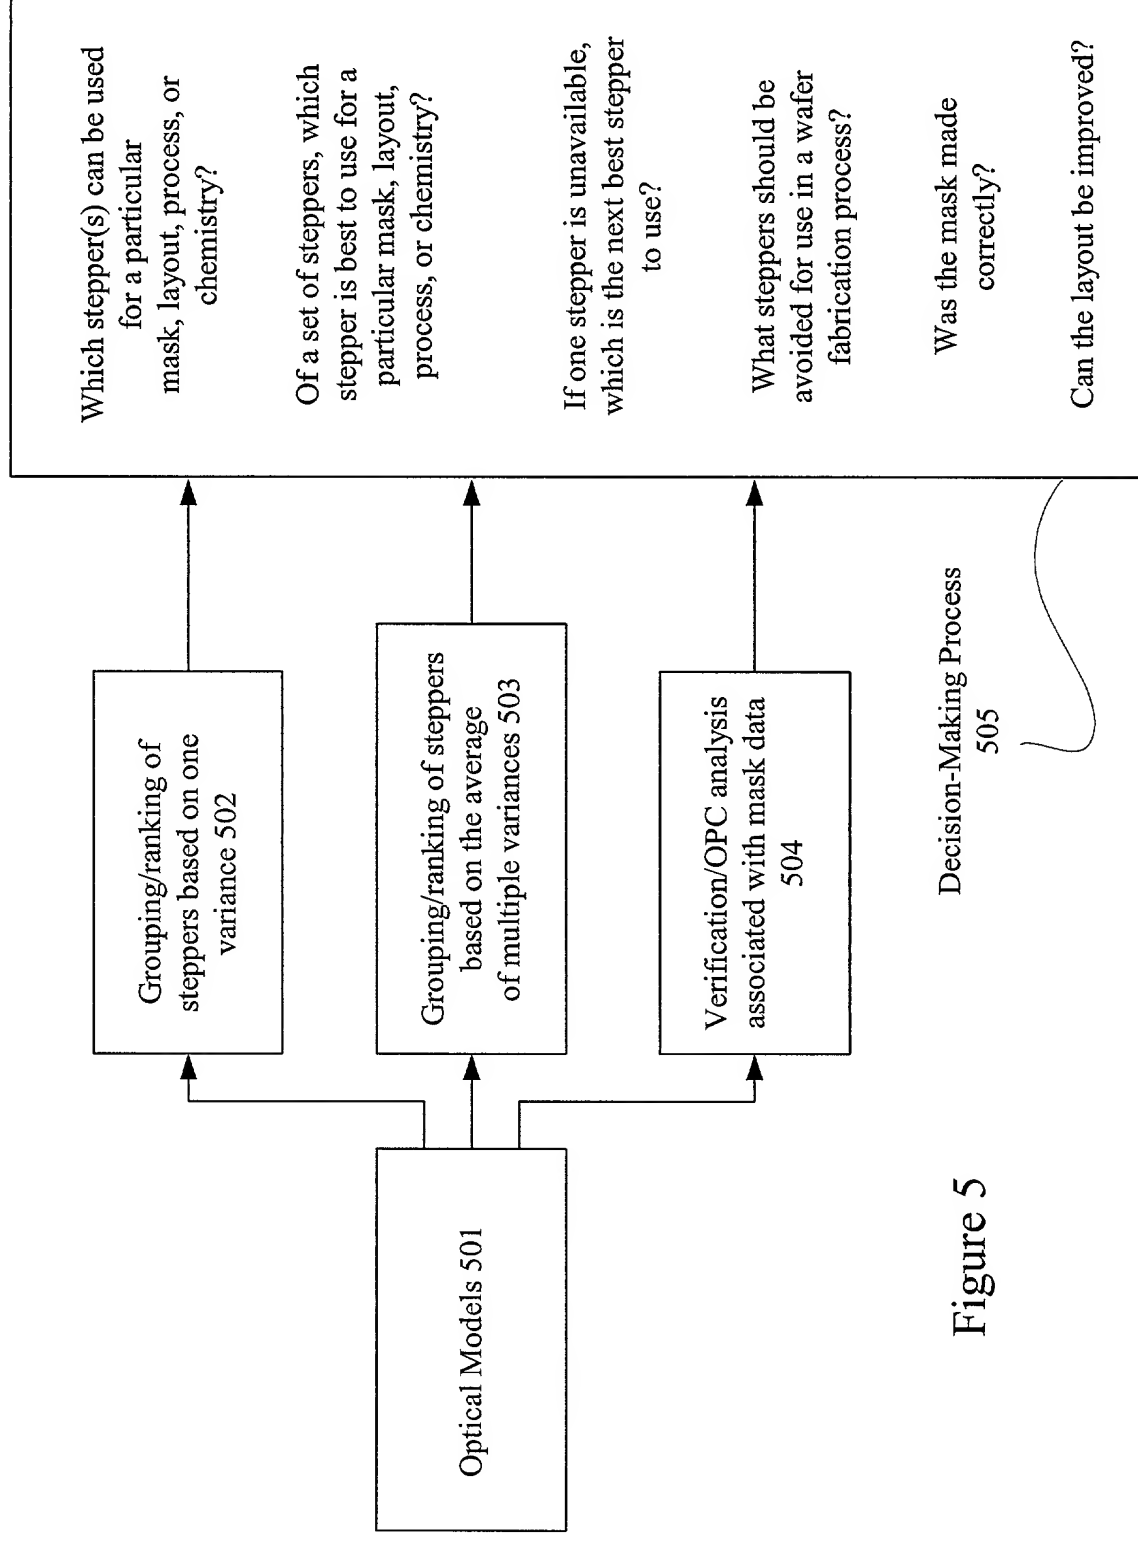 Optical Models 501
Grouping/ranking of
steppers based on one
variance 502
Grouping/ranking of steppers
based on the average
of multiple variances 503
Verification/OPC analysis
associated with mask data
504
Which stepper(s) can be used
for a particular
mask, layout, process, or
chemistry?
Of a set of steppers, which
stepper is best to use for a
particular mask, layout,
process, or chemistry?
If one stepper is unavailable,
which is the next best stepper
to use?
What steppers should be
avoided for use in a wafer
fabrication process?
Was the mask made
correctly?
Can the layout be improved?
Decision-Making Process
505
Figure 5